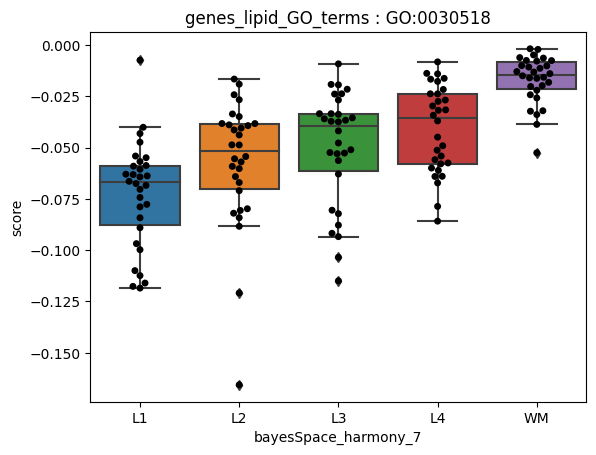 genes_lipid_GO_terms : GO:0030518
0.000
−0.025
−0.050
−0.075
−0.100
−0.125
−0.150
score
L1 L2 L3 L4 WM
bayesSpace_harmony_7